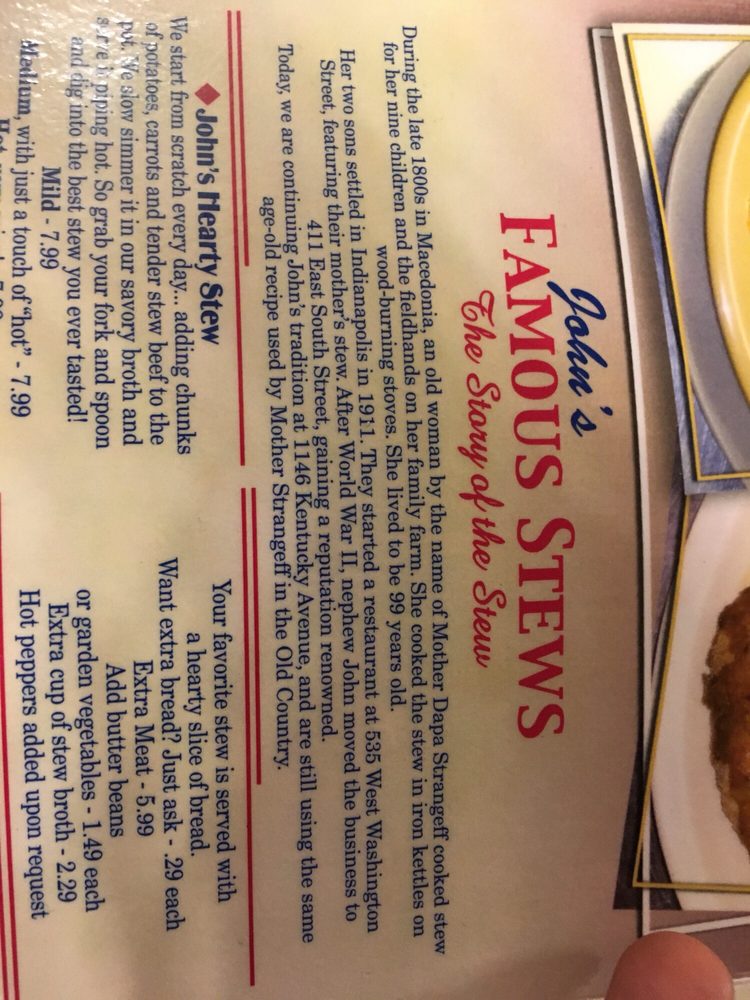 John's
FAMOUS STEWS
The Story of the Stew
During the late 1800s in Macedonia, an old woman by the name of Mother Dapa Strangeff cooked stew
for her nine children and the fieldhands on her family farm. She cooked the stew in iron kettles on
wood-burning stoves. She lived to be 99 years old.
Her two sons settled in Indianapolis in 1911. They started a restaurant at 535 West Washington
Street, featuring their mother's stew. After World War II, nephew John moved the business to
411 East South Street, gaining a reputation renowned.
Today, we are continuing John's tradition at 1146 Kentucky Avenue, and are still using the same
age-old recipe used by Mother Strangeff in the Old Country.
John's Hearty Stew
We start from scratch every day... adding chunks
of potatoes, carrots and tender stew beef to the
pot. We slow simmer it in our savory broth and
serve it piping hot. So grab your fork and spoon
and dig into the best stew you ever tasted!
Mild - 7.99
Medium, with just a touch of "hot" - 7.99
Your favorite stew is served with
a hearty slice of bread.
Want extra bread? Just ask - .29 each
Extra Meat - 5.99
Add butter beans
or garden vegetables - 1.49 each
Extra cup of stew broth - 2.29
Hot peppers added upon request